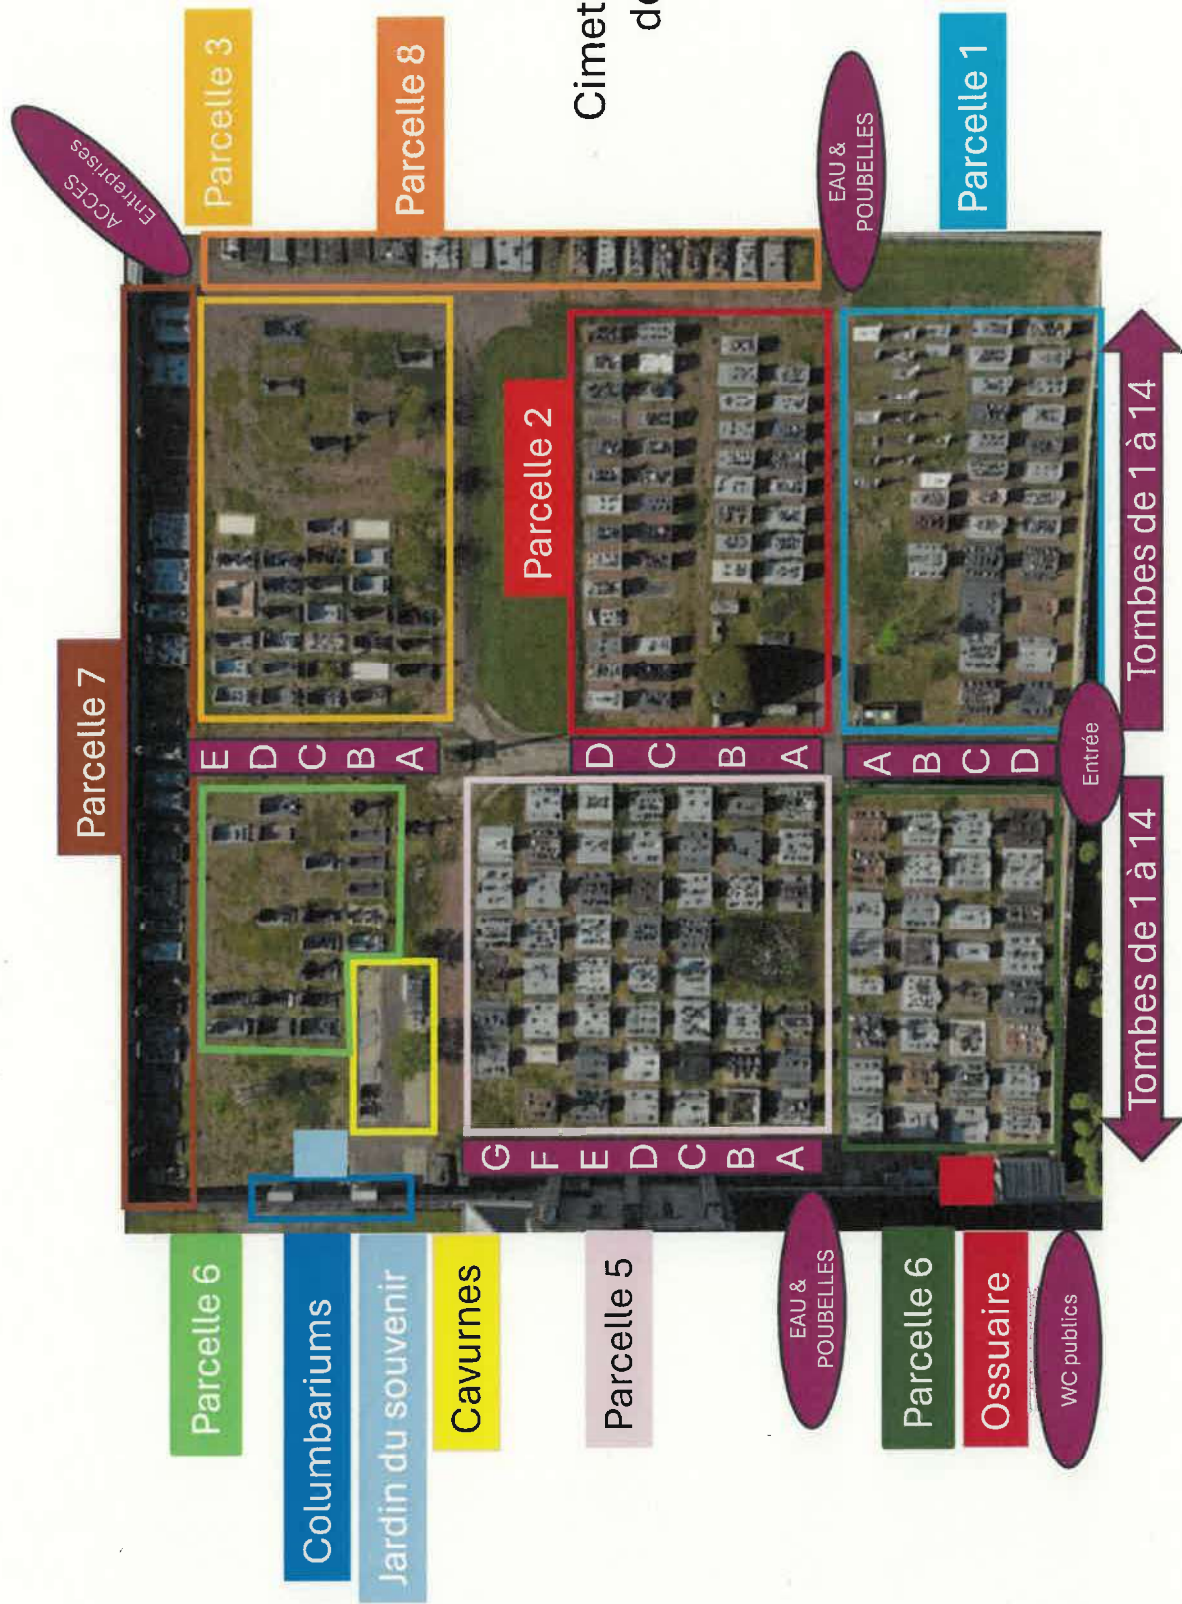 Parcelle 7
ACCES
Entreprises
Parcelle 6
Columbariums
Jardin du souvenir
Cavurnes
Parcelle 5
EAU &
POUBELLES
Parcelle 6
Ossuaire
WC publics
G
F
E
D
C
B
A
E
D
C
B
A
D
C
B
A
A
B
C
D
Entrée
Parcelle 2
Parcelle 3
Parcelle 8
Cimet
de
EAU &
POUBELLES
Parcelle 1
Tombes de 1 à 14
Tombes de 1 à 14